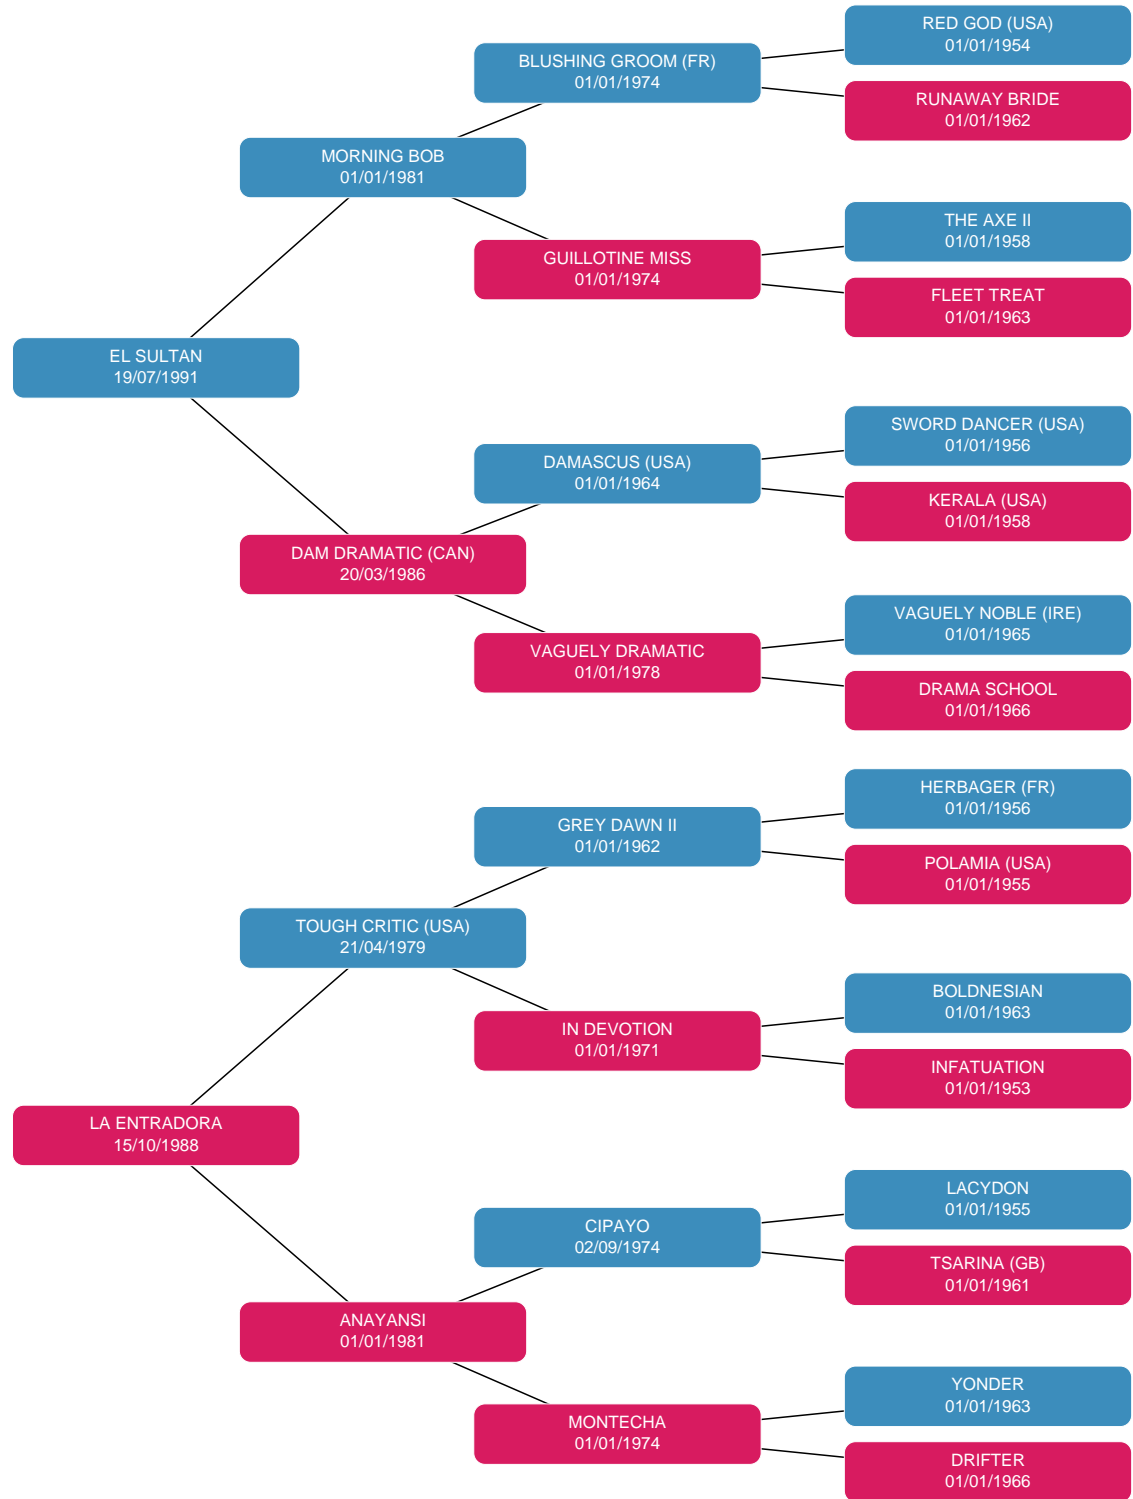 RED GOD (USA)
01/01/1954
BLUSHING GROOM (FR)
01/01/1974
RUNAWAY BRIDE
01/01/1962
MORNING BOB
01/01/1981
THE AXE II
01/01/1958
GUILLOTINE MISS
01/01/1974
FLEET TREAT
01/01/1963
EL SULTAN
19/07/1991
SWORD DANCER (USA)
01/01/1956
DAMASCUS (USA)
01/01/1964
KERALA (USA)
01/01/1958
DAM DRAMATIC (CAN)
20/03/1986
VAGUELY NOBLE (IRE)
01/01/1965
VAGUELY DRAMATIC
01/01/1978
DRAMA SCHOOL
01/01/1966
HERBAGER (FR)
01/01/1956
GREY DAWN II
01/01/1962
POLAMIA (USA)
01/01/1955
TOUGH CRITIC (USA)
21/04/1979
BOLDNESIAN
01/01/1963
IN DEVOTION
01/01/1971
INFATUATION
01/01/1953
LA ENTRADORA
15/10/1988
LACYDON
01/01/1955
CIPAYO
02/09/1974
TSARINA (GB)
01/01/1961
ANAYANSI
01/01/1981
YONDER
01/01/1963
MONTECHA
01/01/1974
DRIFTER
01/01/1966